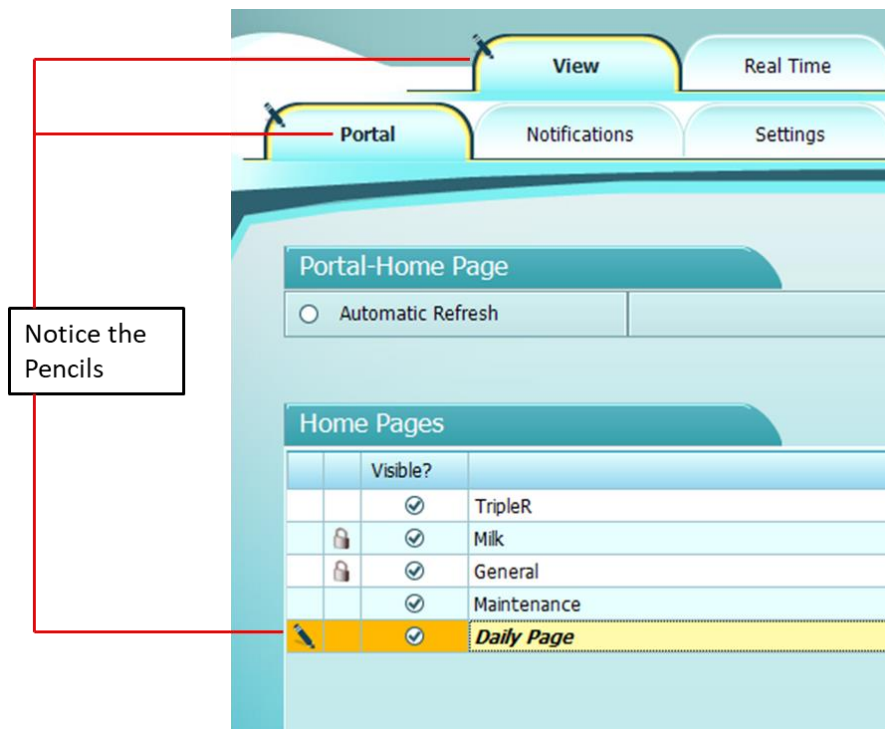 View
Real Time
Portal
Notifications
Settings
Portal-Home Page
Automatic Refresh
Notice the
Pencils
Home Pages
Visible?
TripleR
Milk
General
Maintenance
Daily Page